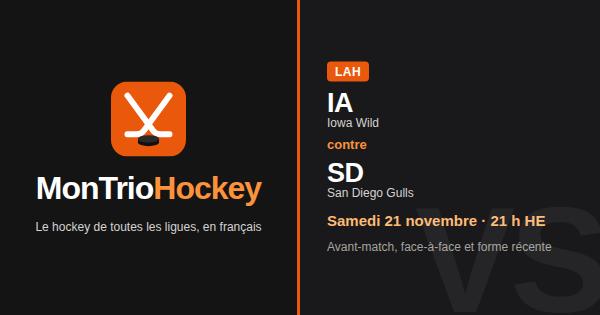 MonTrioHockey
Le hockey de toutes les ligues, en français
LAH
IA
Iowa Wild
contre
SD
San Diego Gulls
Samedi 21 novembre · 21 h HE
Avant-match, face-à-face et forme récente
VS